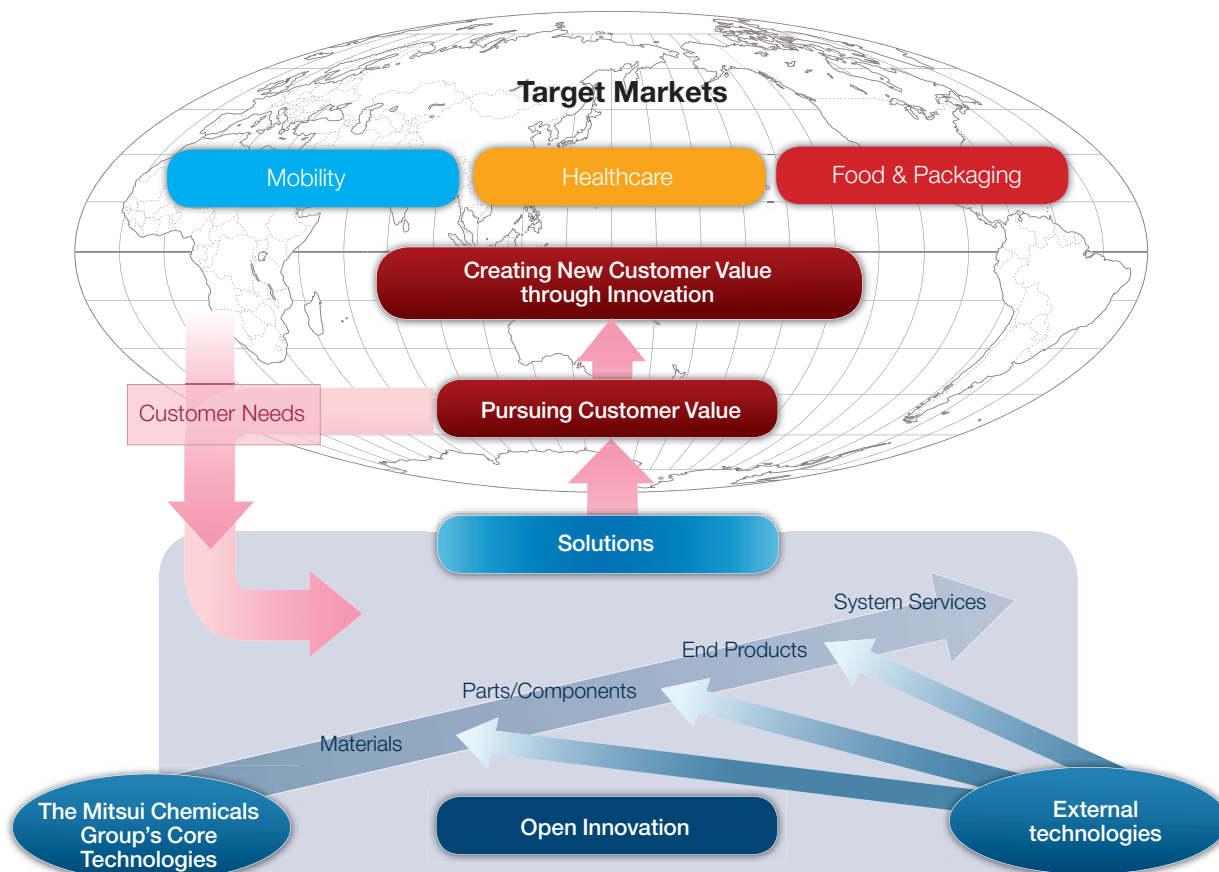 Target Markets
Mobility
Healthcare
Food & Packaging
Creating New Customer Value
through Innovation
Customer Needs
Pursuing Customer Value
Solutions
System Services
End Products
Parts/Components
Materials
The Mitsui Chemicals
Group's Core
Technologies
Open Innovation
External
technologies